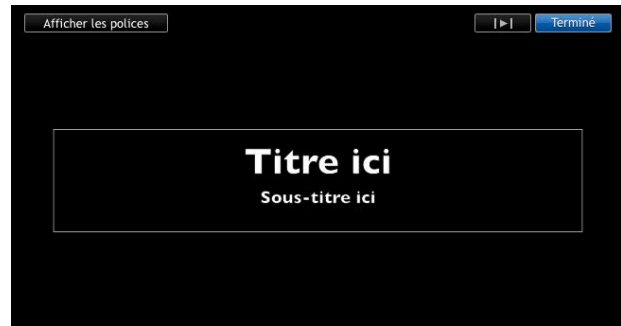 Afficher les polices
Terminé
Titre ici
Sous-titre ici